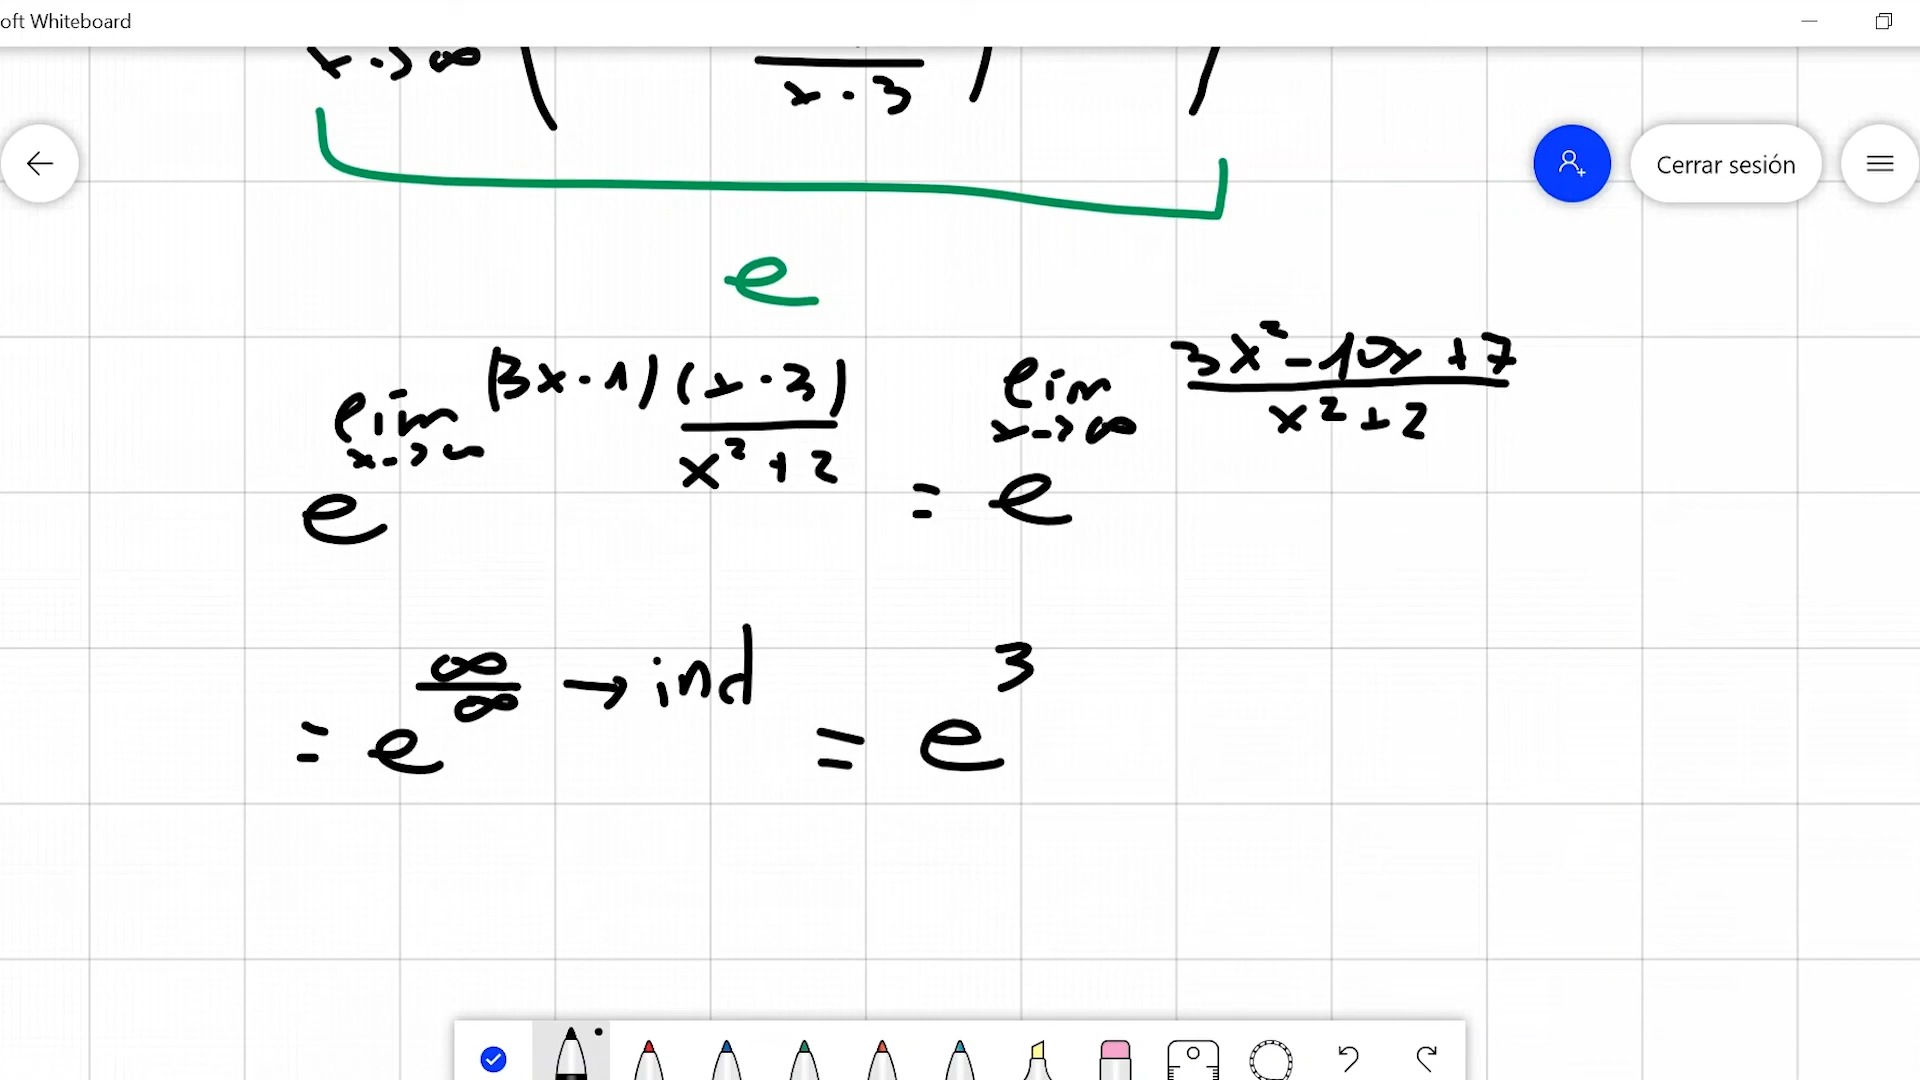 oft Whiteboard
x->∞ ( x-3 ) )
Cerrar sesión
e
e^{lim x->∞ (3x-1) (x-3)/(x²+2)} = e^{lim x->∞ (3x²-10x+7)/(x²+2)}
= e^{∞/∞ → ind} = e³